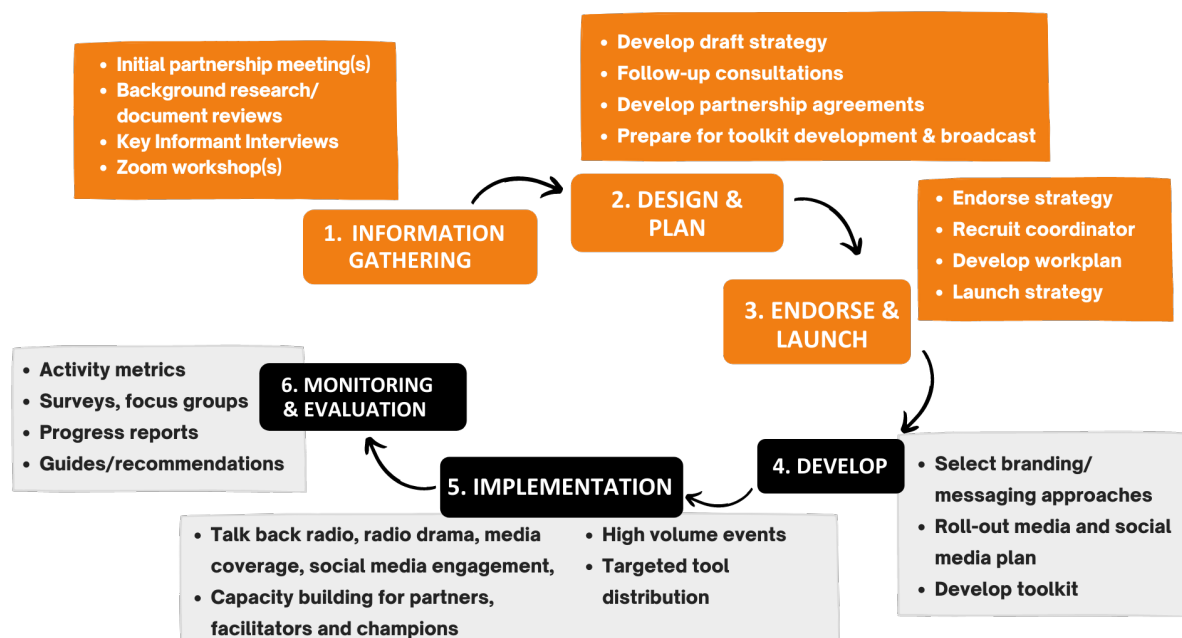 • Initial partnership meeting(s)
• Background research/
document reviews
• Key Informant Interviews
• Zoom workshop(s)
1. INFORMATION
GATHERING
• Develop draft strategy
• Follow-up consultations
• Develop partnership agreements
• Prepare for toolkit development & broadcast
2. DESIGN &
PLAN
• Endorse strategy
• Recruit coordinator
• Develop workplan
• Launch strategy
3. ENDORSE &
LAUNCH
4. DEVELOP
• Select branding/
messaging approaches
• Roll-out media and social
media plan
• Develop toolkit
5. IMPLEMENTATION
• Talk back radio, radio drama, media
coverage, social media engagement,
• Capacity building for partners,
facilitators and champions
• High volume events
• Targeted tool
distribution
6. MONITORING
& EVALUATION
• Activity metrics
• Surveys, focus groups
• Progress reports
• Guides/recommendations